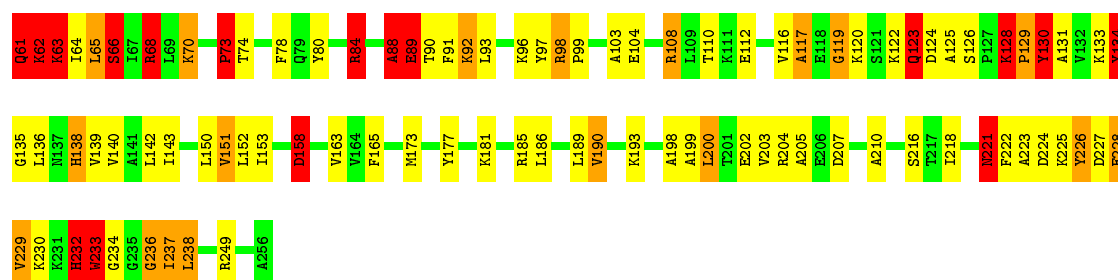 Q61 K62 K63 I64 L65 S66 I67 R68 L69 K70 P73 T74 F78 Q79 Y80 R84 A88 E89 T90 F91 K92 L93 K96 Y97 R98 P99 A103 E104 R108 L109 T110 K111 E112 V116 A117 E118 G119 K120 S121 K122 Q123 D124 A125 S126 P127 K128 P129 Y130 A131 V132 K133
G135 L136 N137 H138 V139 V140 A141 L142 I143 L150 V151 L152 I153 D158 V163 V164 F165 M173 Y177 K181 R185 L186 L189 V190 K193 A198 A199 L200 T201 E202 V203 R204 A205 E206 D207 A210 S216 T217 I218 N221 F222 A223 D224 K225 Y226 D227
V229 K230 K231 H232 W233 G234 G235 G236 I237 L238 R249 A256